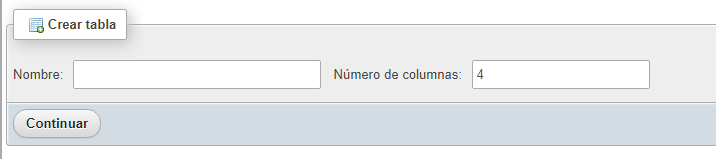 Crear tabla
Nombre: Número de columnas: 4
Continuar